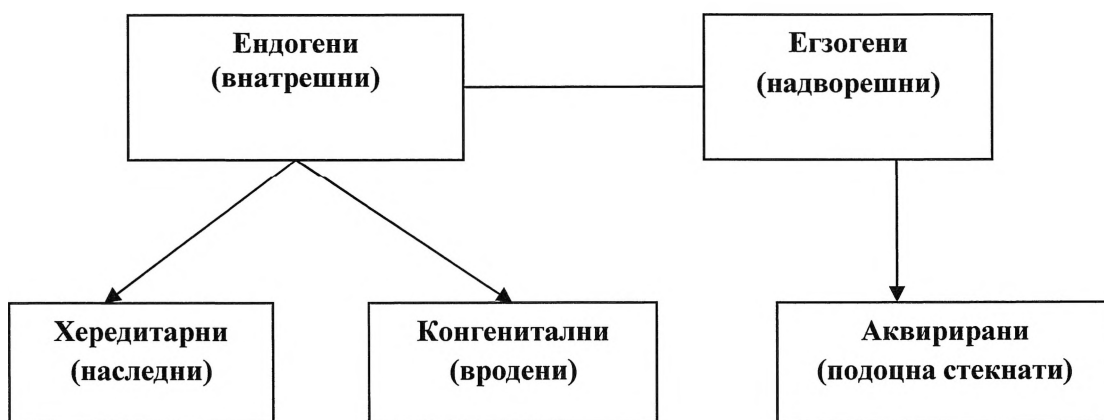 Ендогени
(внатрешни)
Егзогени
(надворешни)
Хередитарни
(наследни)
Конгенитални
(вродени)
Аквирирани
(подоцна стекнати)